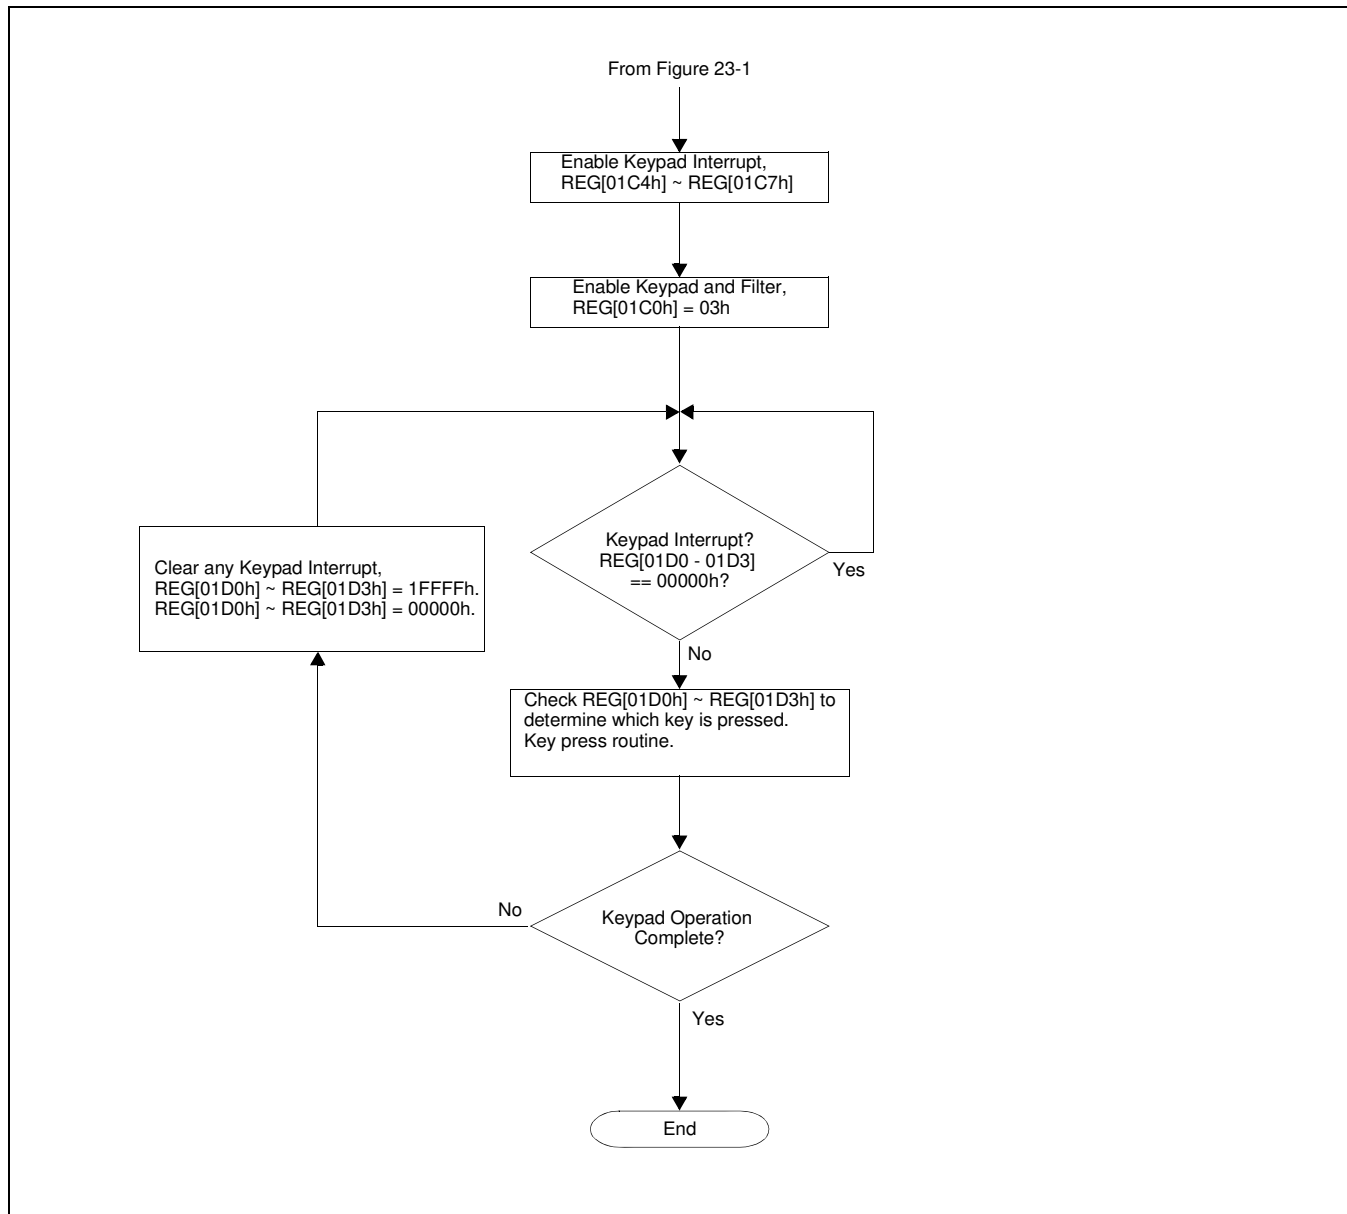 From Figure 23-1
Enable Keypad Interrupt,
REG[01C4h] ~ REG[01C7h]
Enable Keypad and Filter,
REG[01C0h] = 03h
Keypad Interrupt?
REG[01D0 - 01D3]
== 00000h?
Yes
Clear any Keypad Interrupt,
REG[01D0h] ~ REG[01D3h] = 1FFFFh.
REG[01D0h] ~ REG[01D3h] = 00000h.
No
Check REG[01D0h] ~ REG[01D3h] to
determine which key is pressed.
Key press routine.
No
Keypad Operation
Complete?
Yes
End